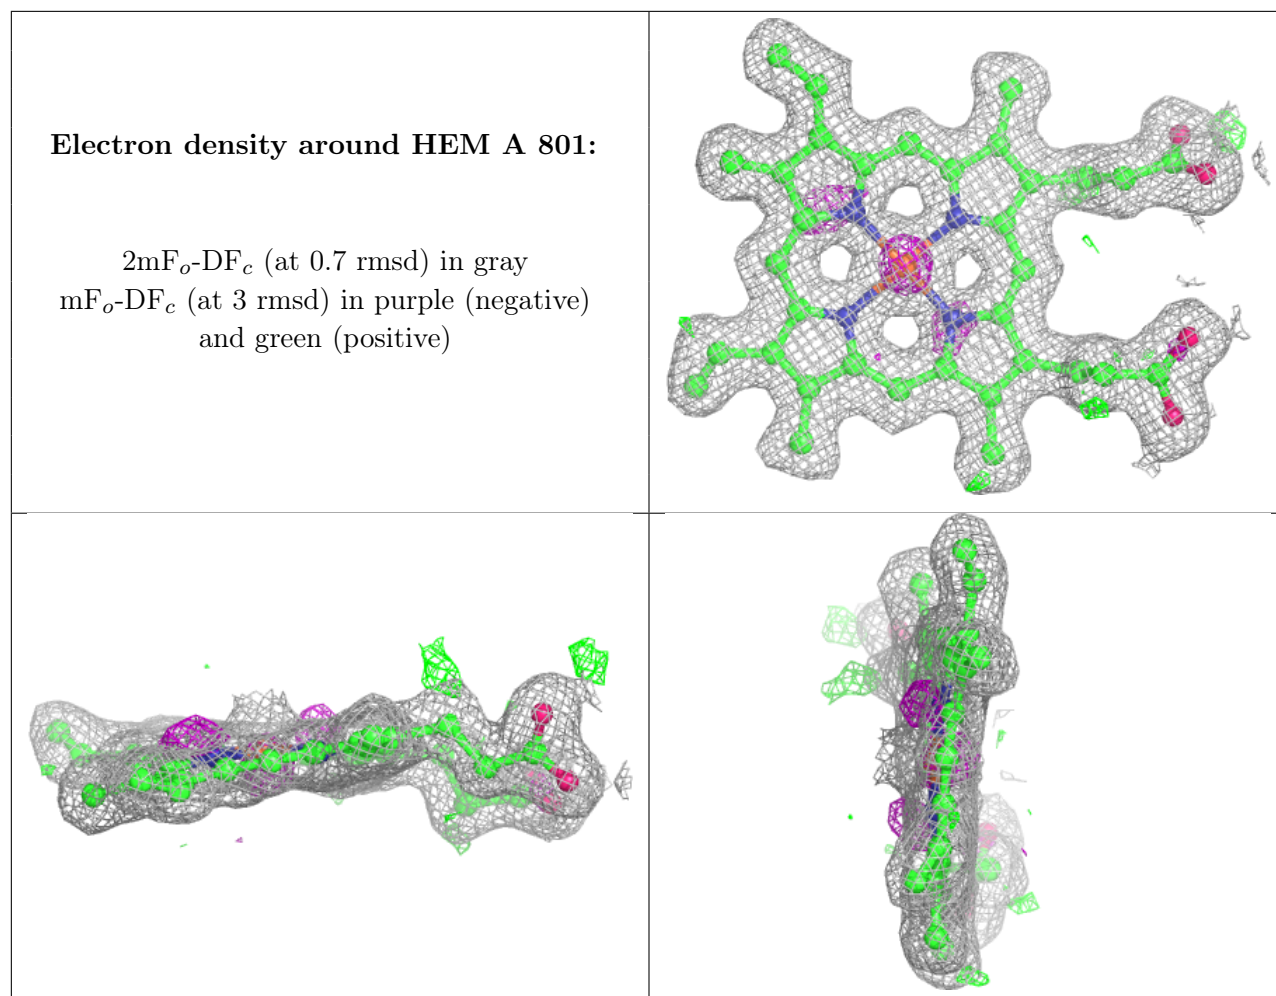 Electron density around HEM A 801:
2mFₒ-DF𝒸 (at 0.7 rmsd) in gray
mFₒ-DF𝒸 (at 3 rmsd) in purple (negative)
and green (positive)